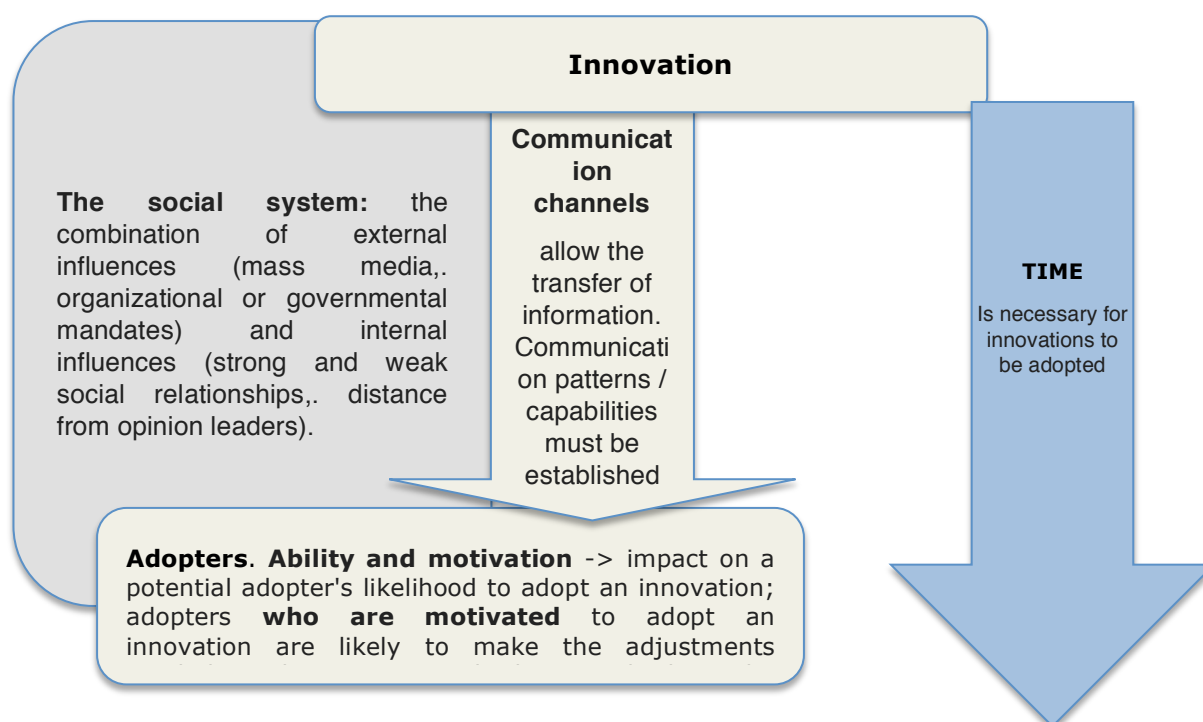 Innovation
The social system: the
combination of external
influences (mass media,.
organizational or governmental
mandates) and internal
influences (strong and weak
social relationships,. distance
from opinion leaders).
Communicat
ion
channels
allow the
transfer of
information.
Communicati
on patterns /
capabilities
must be
established
TIME
Is necessary for
innovations to
be adopted
Adopters. Ability and motivation -> impact on a
potential adopter's likelihood to adopt an innovation;
adopters who are motivated to adopt an
innovation are likely to make the adjustments